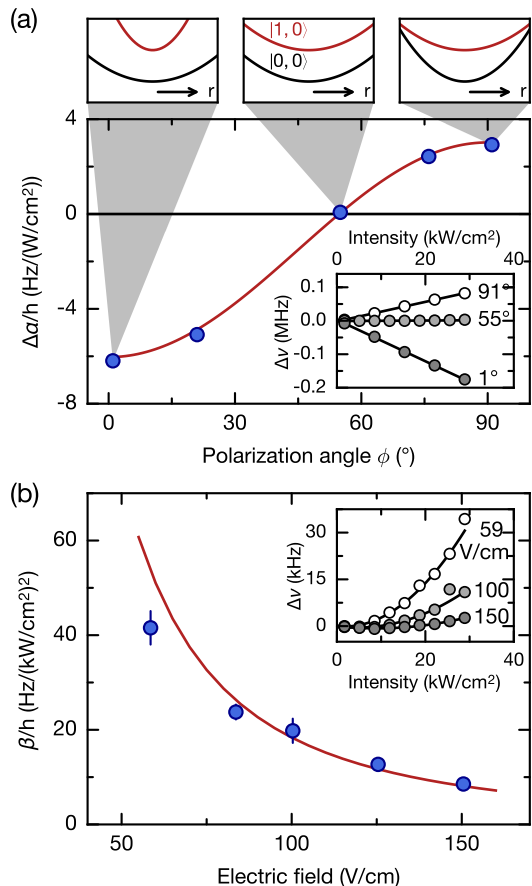 (a)
|1, 0⟩
|0, 0⟩
r
r
r
Δα/h (Hz/(W/cm²))
4
0
-4
-8
0
30
60
90
Polarization angle ϕ (°)
Intensity (kW/cm²)
0
20
40
Δν (MHz)
0.1
0.0
-0.1
-0.2
91°
55°
1°
(b)
β/h (Hz/(kW/cm²)²)
60
40
20
0
50
100
150
Electric field (V/cm)
Δν (kHz)
30
15
0
59
V/cm
100
150
0
20
40
Intensity (kW/cm²)